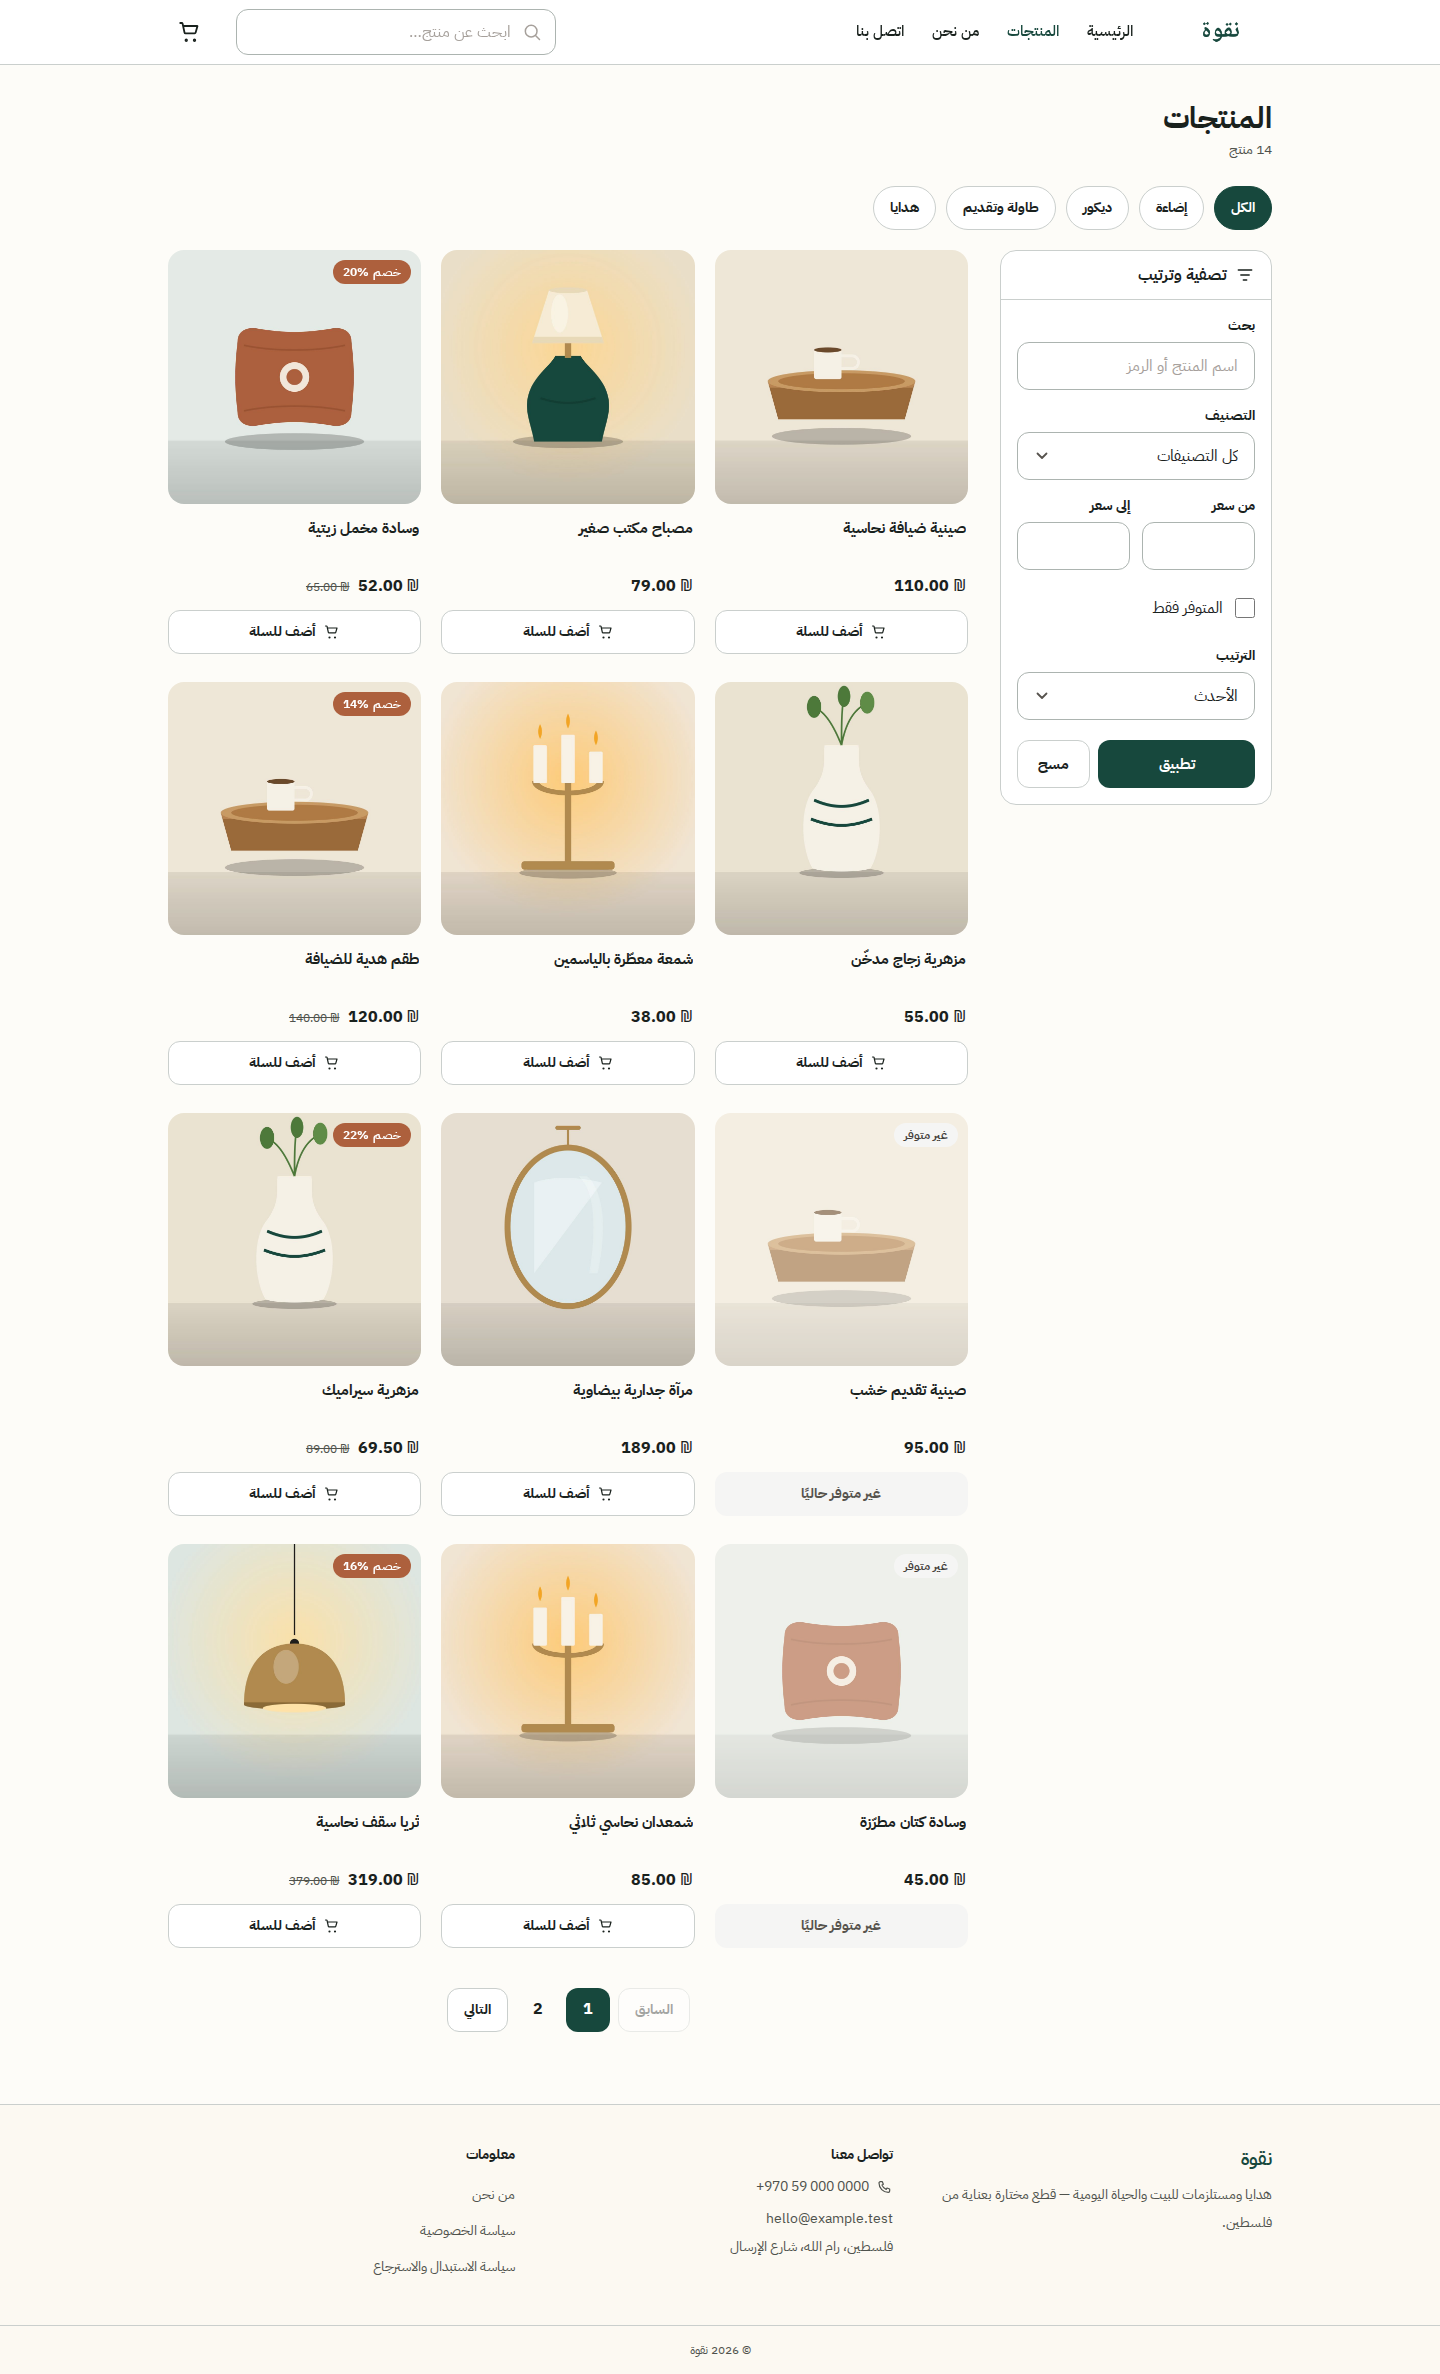 نقوة
الرئيسية
المنتجات
من نحن
اتصل بنا
ابحث عن منتج...
المنتجات
14 منتج
الكل
إضاءة
ديكور
طاولة وتقديم
هدايا
تصفية وترتيب
بحث
اسم المنتج أو الرمز
التصنيف
كل التصنيفات
من سعر
إلى سعر
المتوفر فقط
الترتيب
الأحدث
تطبيق
مسح
صينية ضيافة نحاسية
₪ 110.00
أضف للسلة
مصباح مكتب صغير
₪ 79.00
أضف للسلة
خصم 20%
وسادة مخمل زيتية
₪ 52.00 ₪ 65.00
أضف للسلة
مزهرية زجاج مدخّن
₪ 55.00
أضف للسلة
شمعة معطّرة بالياسمين
₪ 38.00
أضف للسلة
خصم 14%
طقم هدية للضيافة
₪ 120.00 ₪ 140.00
أضف للسلة
غير متوفر
صينية تقديم خشب
₪ 95.00
غير متوفر حاليًا
مرآة جدارية بيضاوية
₪ 189.00
أضف للسلة
خصم 22%
مزهرية سيراميك
₪ 69.50 ₪ 89.00
أضف للسلة
غير متوفر
وسادة كتان مطرّزة
₪ 45.00
غير متوفر حاليًا
شمعدان نحاسي ثلاثي
₪ 85.00
أضف للسلة
خصم 16%
ثريا سقف نحاسية
₪ 319.00 ₪ 379.00
أضف للسلة
السابق
1
2
التالي
نقوة
هدايا ومستلزمات للبيت والحياة اليومية — قطع مختارة بعناية من
فلسطين.
تواصل معنا
+970 59 000 0000
hello@example.test
فلسطين، رام الله، شارع الإرسال
معلومات
من نحن
سياسة الخصوصية
سياسة الاستبدال والاسترجاع
© 2026 نقوة